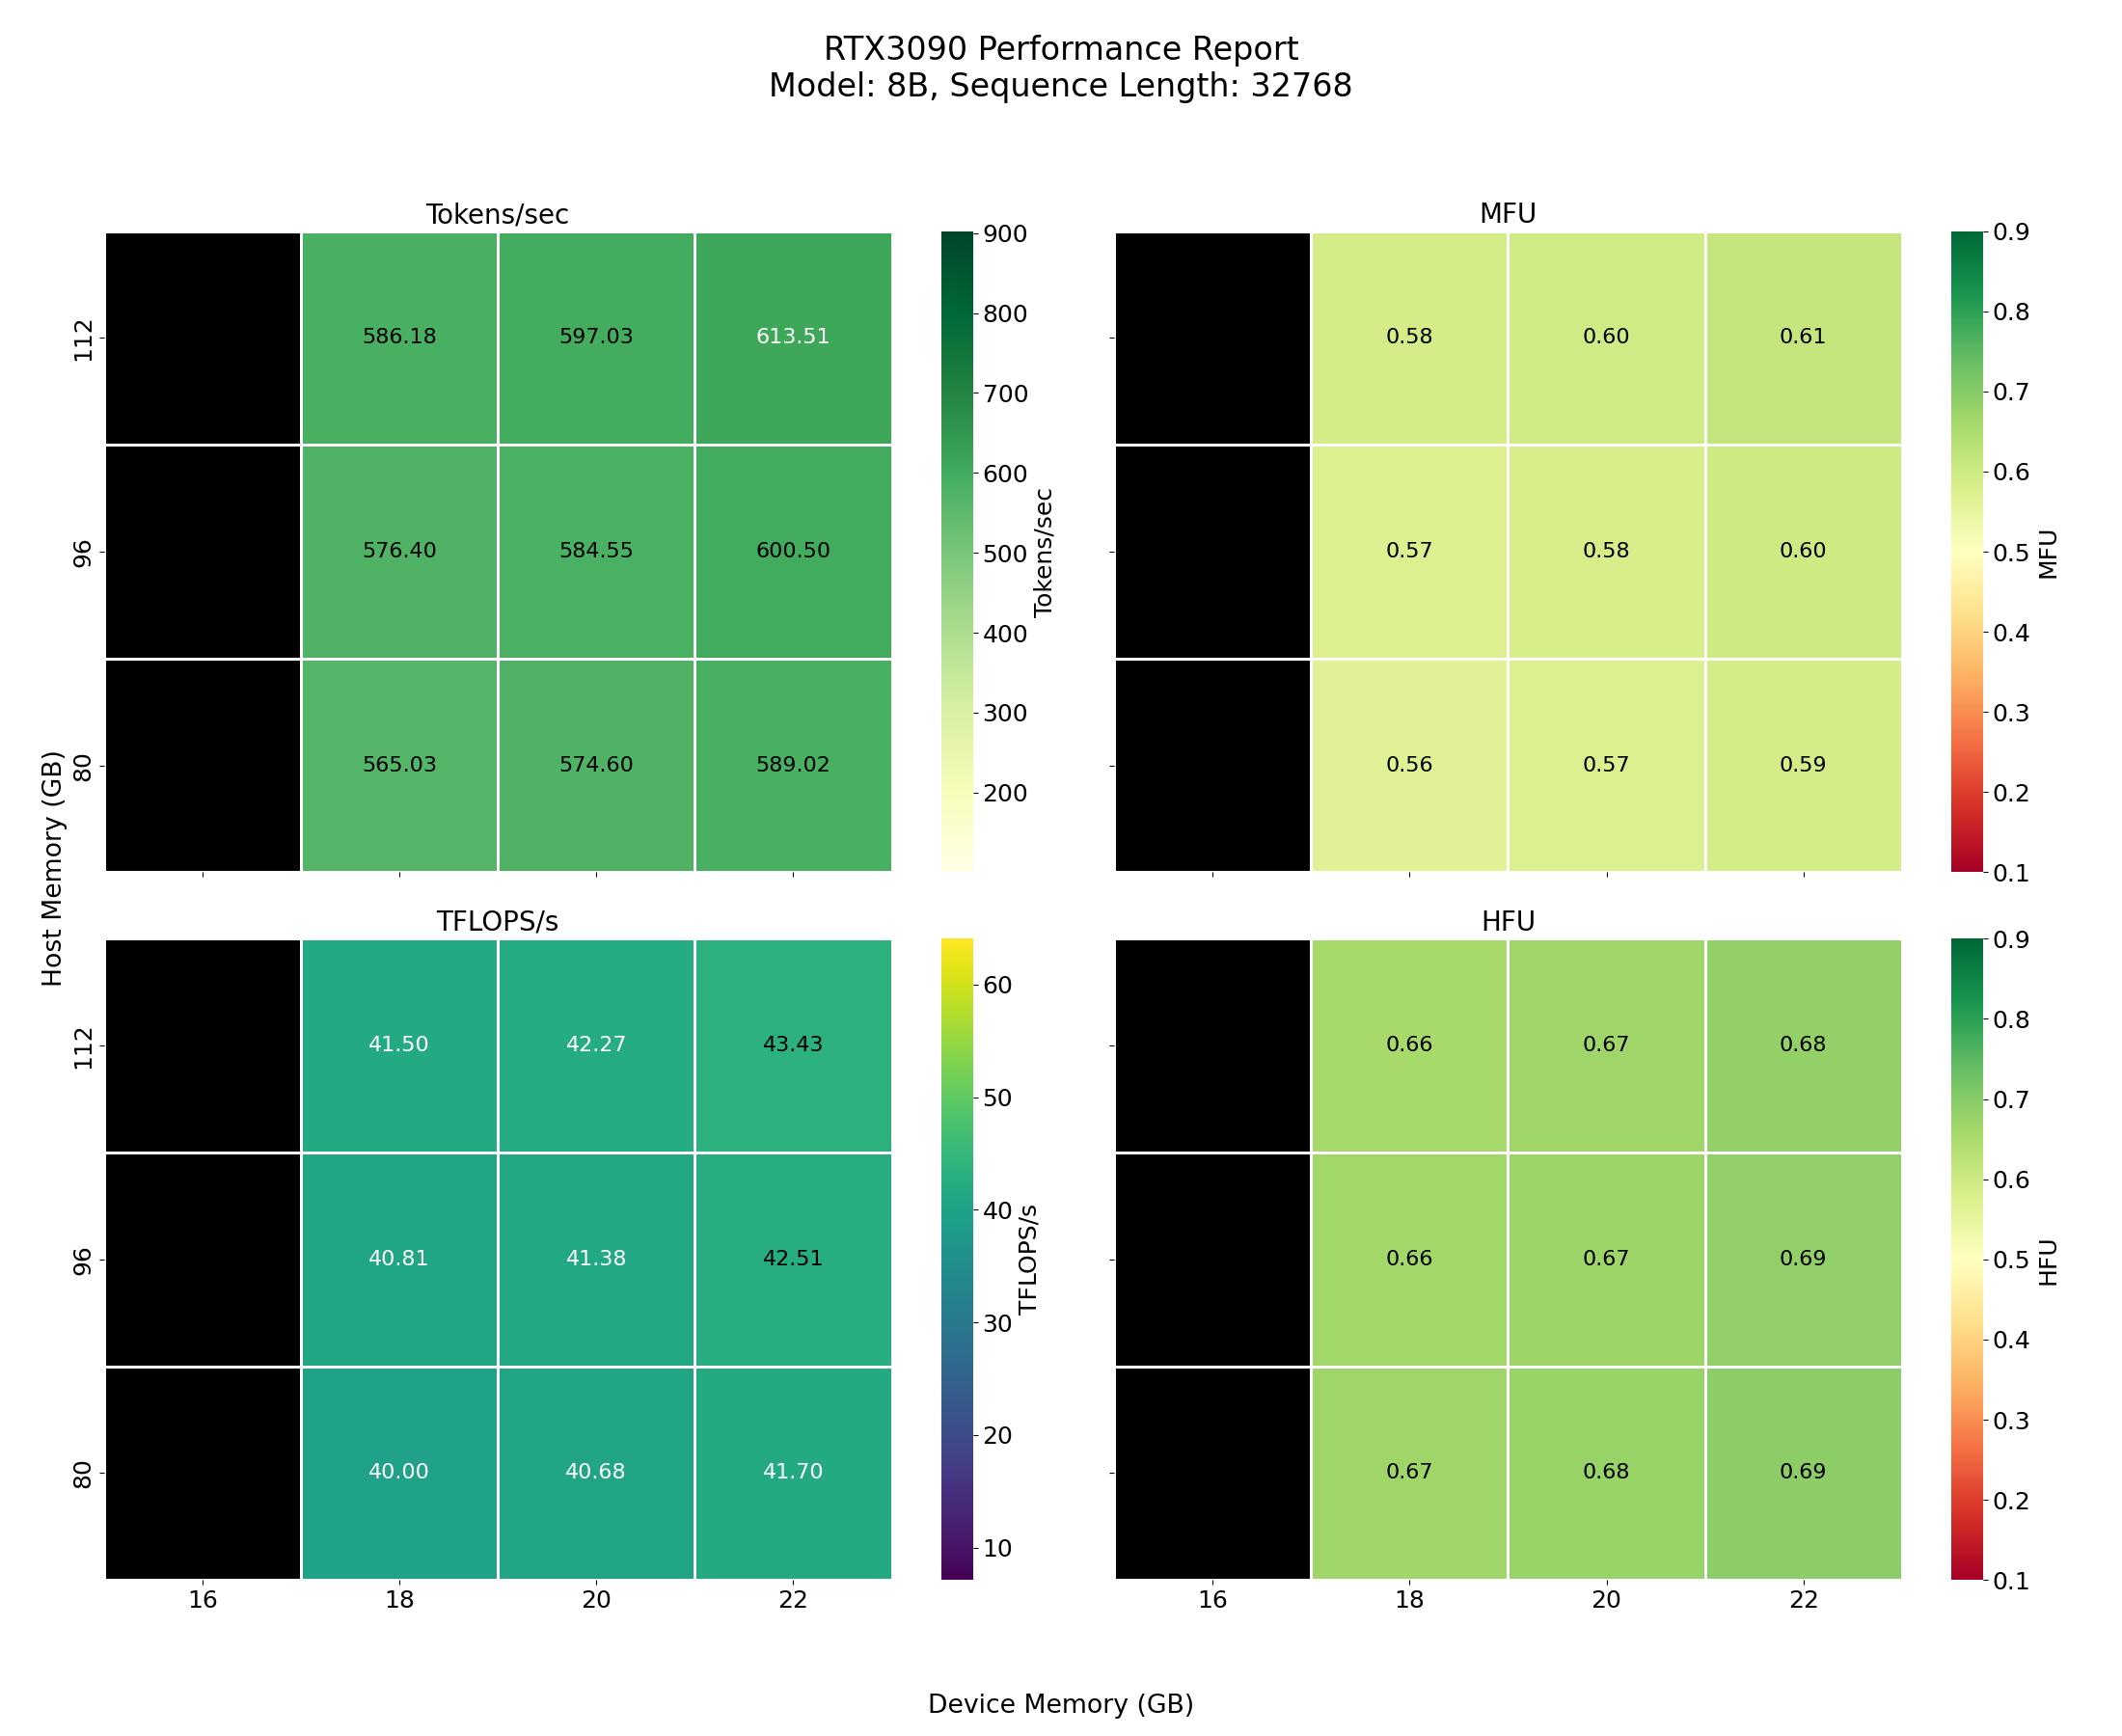 RTX3090 Performance Report
Model: 8B, Sequence Length: 32768
Tokens/sec
112
586.18 597.03 613.51
96
576.40 584.55 600.50
80
565.03 574.60 589.02
900
800
700
600
500
400
300
200
Tokens/sec
MFU
0.58 0.60 0.61
0.57 0.58 0.60
0.56 0.57 0.59
0.9
0.8
0.7
0.6
0.5
0.4
0.3
0.2
0.1
MFU
Host Memory (GB)
TFLOPS/s
112
41.50 42.27 43.43
96
40.81 41.38 42.51
80
40.00 40.68 41.70
16 18 20 22
60
50
40
30
20
10
TFLOPS/s
HFU
0.66 0.67 0.68
0.66 0.67 0.69
0.67 0.68 0.69
16 18 20 22
0.9
0.8
0.7
0.6
0.5
0.4
0.3
0.2
0.1
HFU
Device Memory (GB)